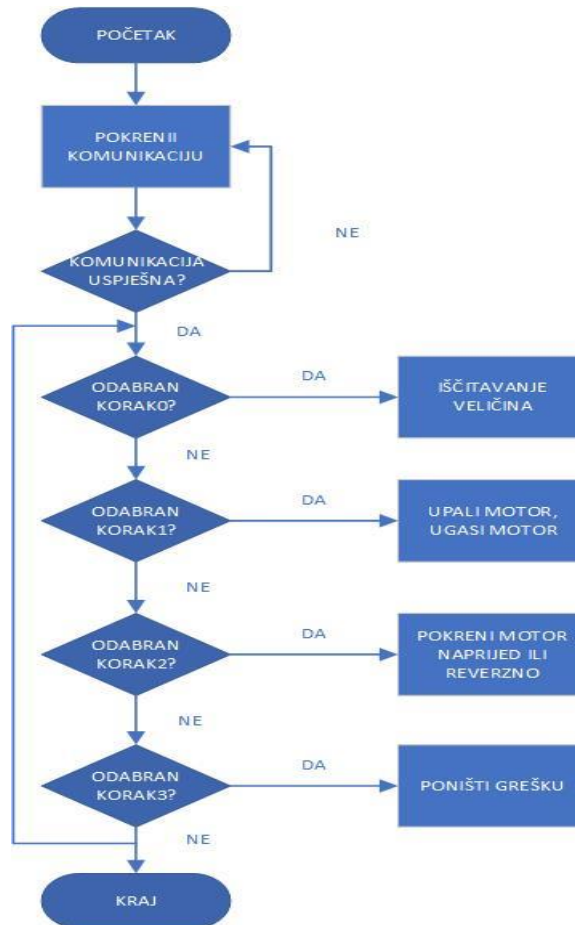 POČETAK
POKRENII
KOMUNIKACIJU
NE
KOMUNIKACIJA
USPJEŠNA?
DA
ODABRAN
KORAK0?
DA
IŠČITAVANJE
VELIČINA
NE
ODABRAN
KORAK1?
DA
UPALI MOTOR,
UGASI MOTOR
NE
ODABRAN
KORAK2?
DA
POKRENI MOTOR
NAPRIJED ILI
REVERZNO
NE
ODABRAN
KORAK3?
DA
PONIŠTI GREŠKU
NE
KRAJ